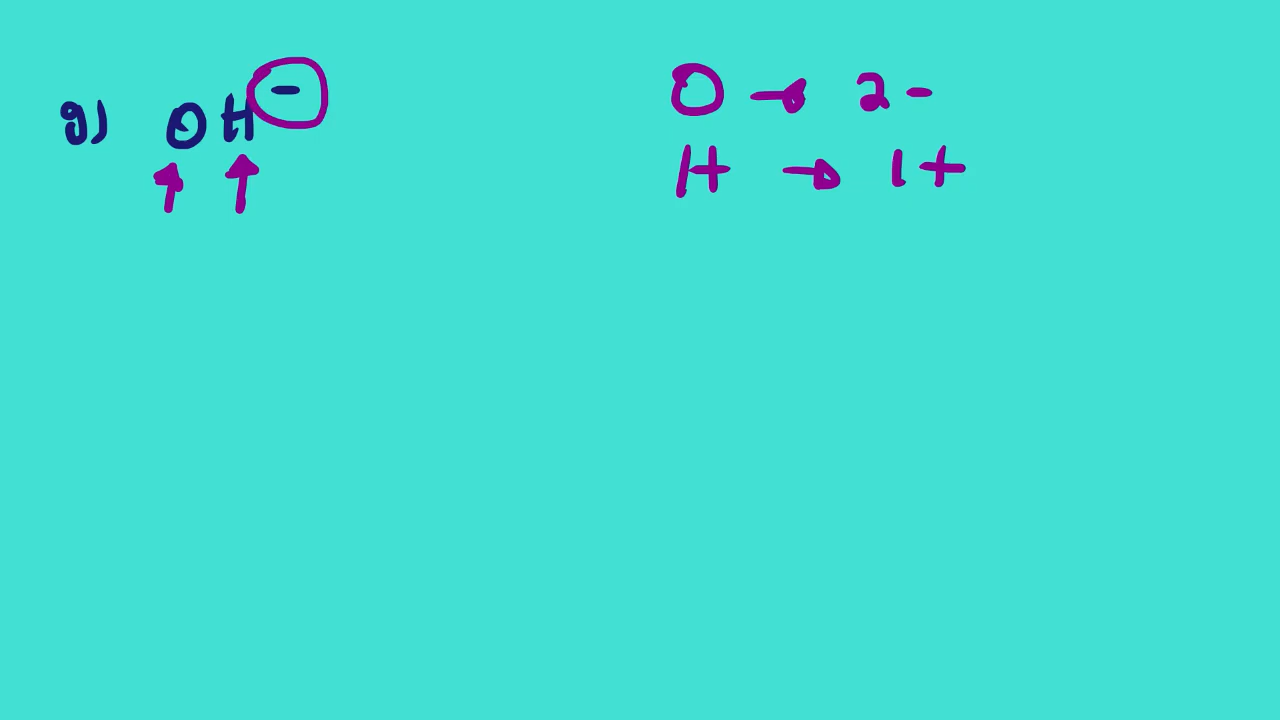 g) OH⁻
O → 2-
H → 1+